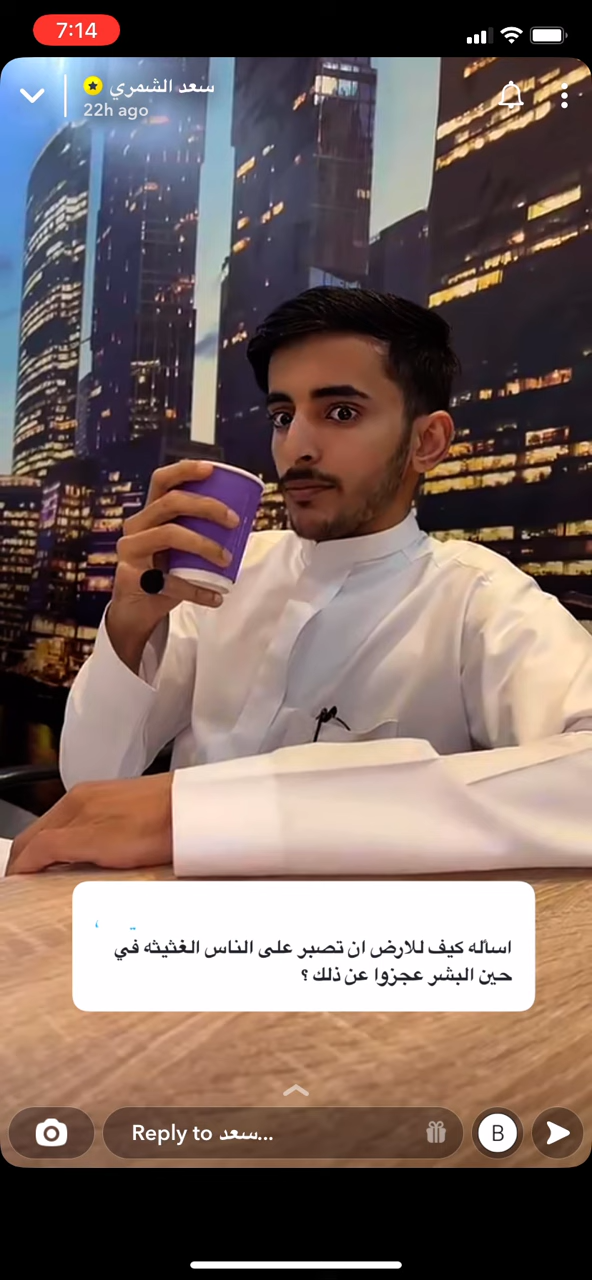 7:14
سعد الشمري
22h ago
اسأله كيف للارض ان تصبر على الناس الغثيثه في
حين البشر عجزوا عن ذلك ؟
Reply to سعد...
B